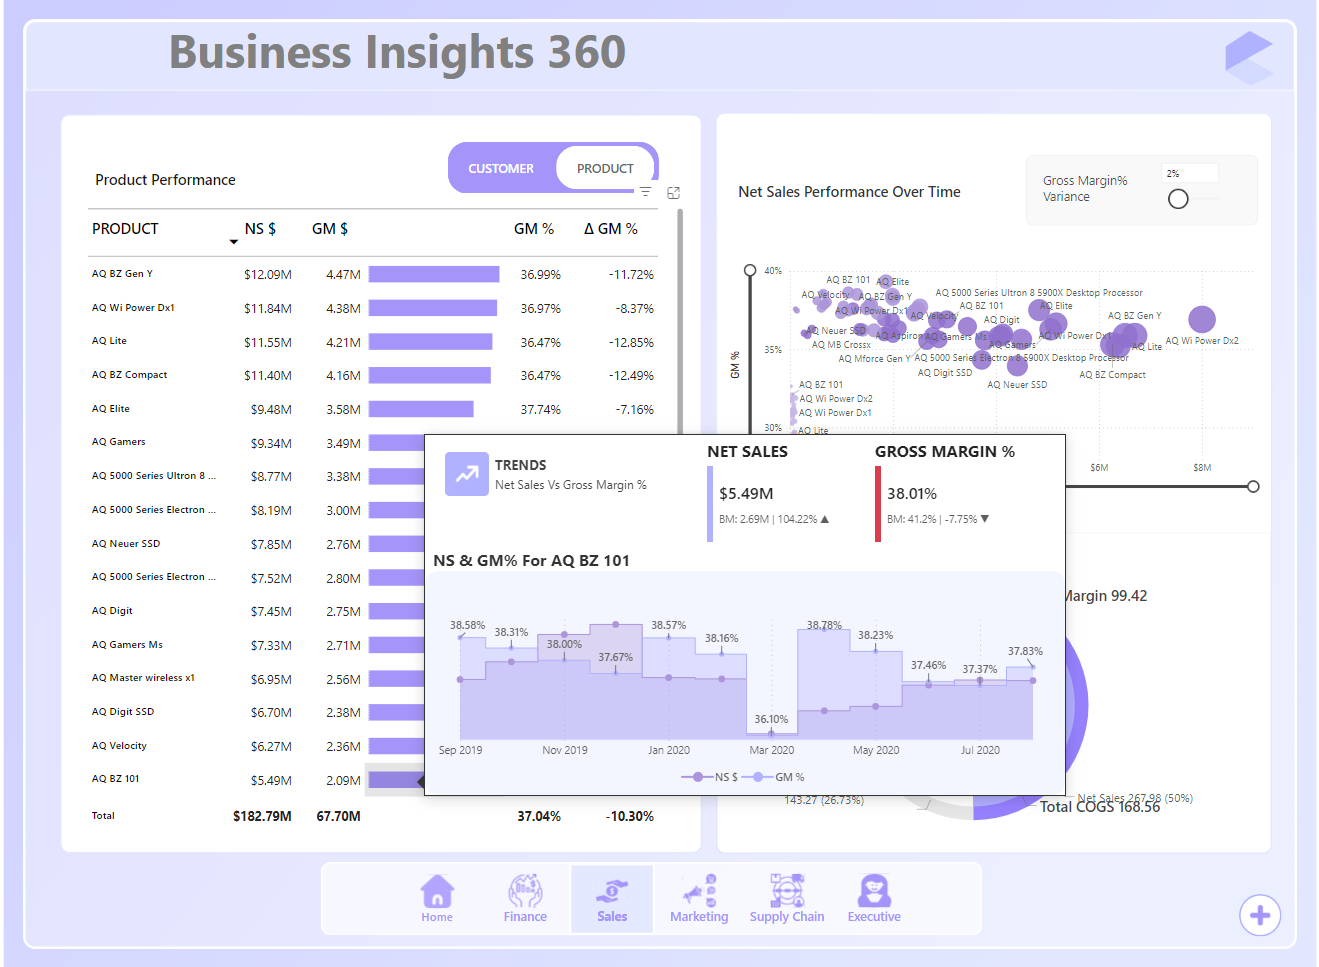 Business Insights 360
CUSTOMER
PRODUCT
Product Performance
PRODUCT NS $ GM $ GM % Δ GM %
AQ BZ Gen Y $12.09M 4.47M 36.99% -11.72%
AQ Wi Power Dx1 $11.84M 4.38M 36.97% -8.37%
AQ Lite $11.55M 4.21M 36.47% -12.85%
AQ BZ Compact $11.40M 4.16M 36.47% -12.49%
AQ Elite $9.48M 3.58M 37.74% -7.16%
AQ Gamers $9.34M 3.49M
AQ 5000 Series Ultron 8 ... $8.77M 3.38M
AQ 5000 Series Electron ... $8.19M 3.00M
AQ Neuer SSD $7.85M 2.76M
AQ 5000 Series Electron ... $7.52M 2.80M
AQ Digit $7.45M 2.75M
AQ Gamers Ms $7.33M 2.71M
AQ Master wireless x1 $6.95M 2.56M
AQ Digit SSD $6.70M 2.38M
AQ Velocity $6.27M 2.36M
AQ BZ 101 $5.49M 2.09M
Total $182.79M 67.70M 37.04% -10.30%
Net Sales Performance Over Time
Gross Margin%
Variance
2%
GM %
40%
35%
30%
AQ BZ 101
AQ Elite
AQ Velocity
AQ BZ Gen Y
AQ 5000 Series Ultron 8 5900X Desktop Processor
AQ Wi Power Dx1
AQ Velocity
AQ BZ 101
AQ Elite
AQ Digit
AQ BZ Gen Y
AQ Neuer SSD
AQ Aspiron
AQ Gamers Ms
AQ Wi Power Dx1
AQ Wi Power Dx2
AQ MB Crossx
AQ Gamers
AQ Lite
AQ Mforce Gen Y
AQ 5000 Series Electron 8 5900X Desktop Processor
AQ Digit SSD
AQ BZ Compact
AQ BZ 101
AQ Neuer SSD
AQ Wi Power Dx2
AQ Wi Power Dx1
AQ Lite
$6M
$8M
TRENDS
Net Sales Vs Gross Margin %
NET SALES
$5.49M
BM: 2.69M | 104.22% ▲
GROSS MARGIN %
38.01%
BM: 41.2% | -7.75% ▼
NS & GM% For AQ BZ 101
38.58%
38.31%
38.00%
37.67%
38.57%
38.16%
36.10%
38.78%
38.23%
37.46%
37.37%
37.83%
Sep 2019
Nov 2019
Jan 2020
Mar 2020
May 2020
Jul 2020
NS $ GM %
Margin 99.42
143.27 (26.73%)
Net Sales 267.98 (50%)
Total COGS 168.56
Home
Finance
Sales
Marketing
Supply Chain
Executive